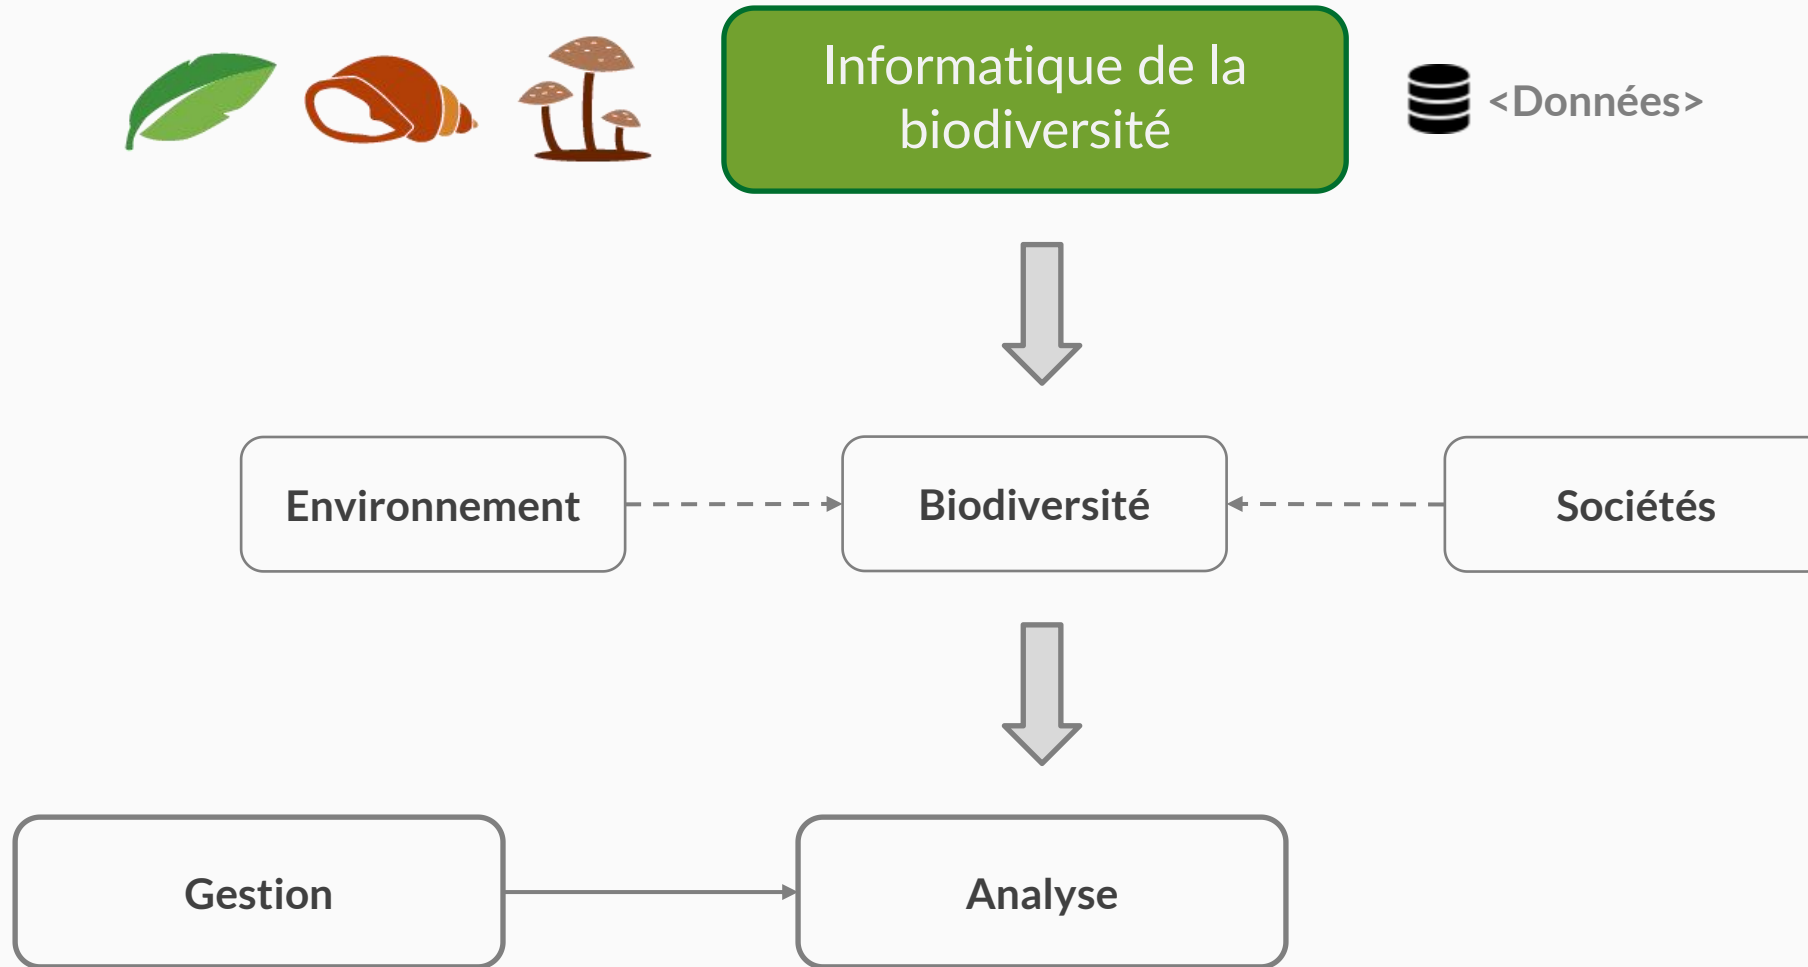 Informatique de la
biodiversité
<Données>
Environnement
Biodiversité
Sociétés
Gestion
Analyse